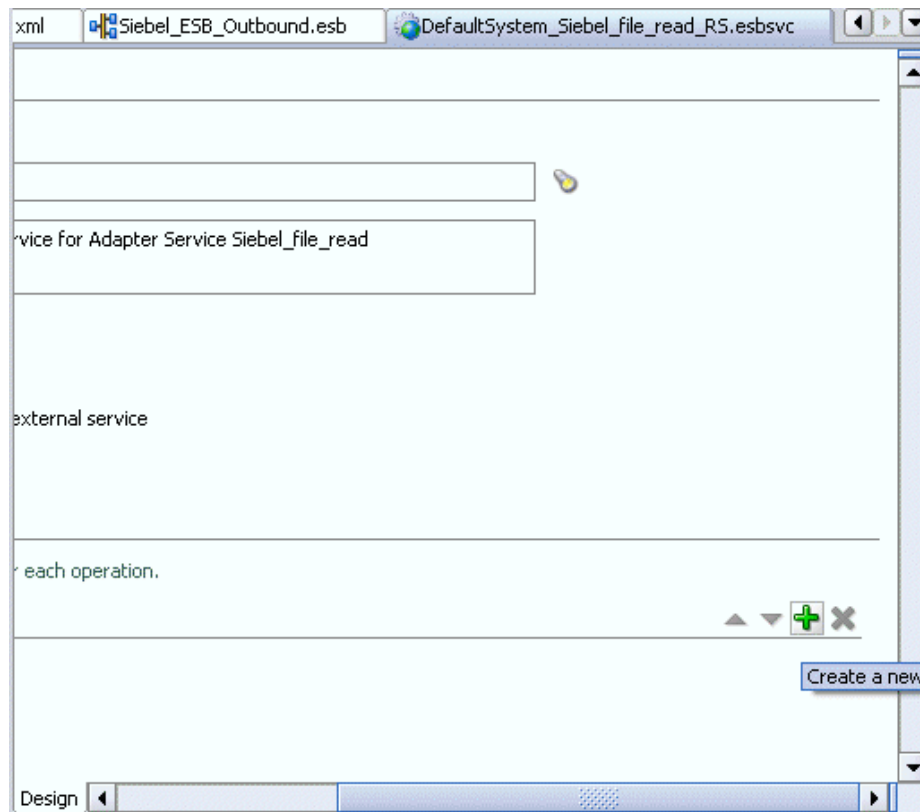 xml Siebel_ESB_Outbound.esb DefaultSystem_Siebel_file_read_RS.esbsvc
rvice for Adapter Service Siebel_file_read
external service
each operation.
Create a new
Design